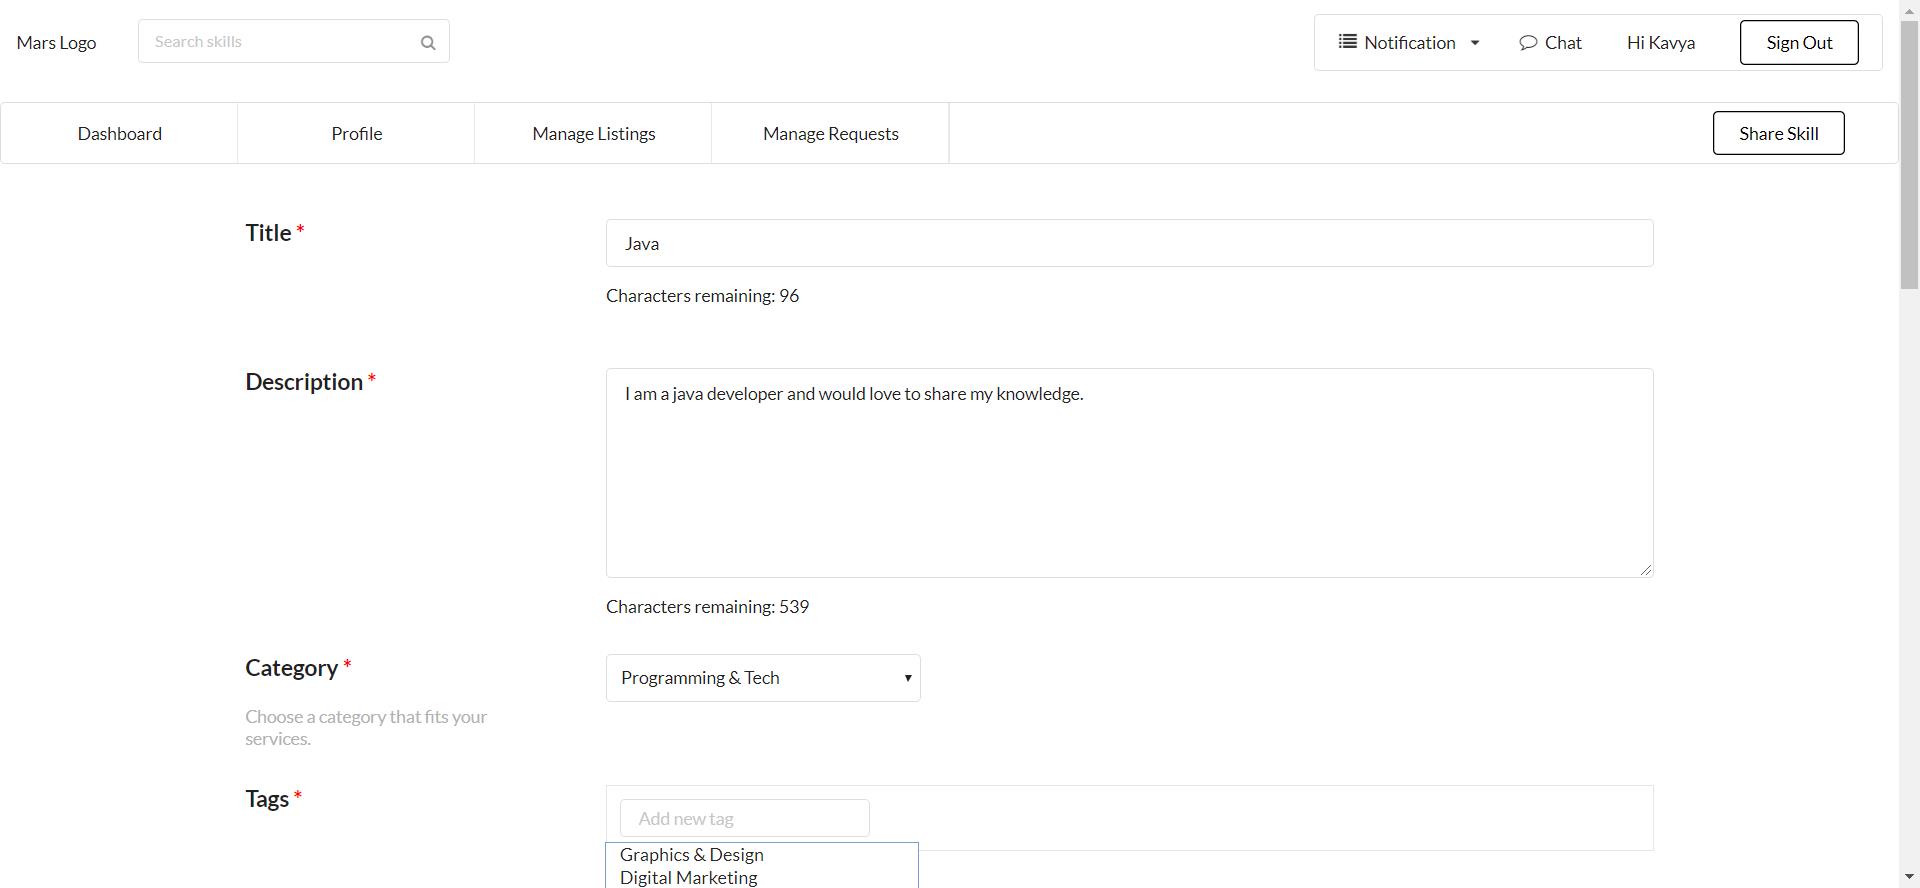 Mars Logo
Search skills
Notification
Chat
Hi Kavya
Sign Out
Dashboard
Profile
Manage Listings
Manage Requests
Share Skill
Title *
Java
Characters remaining: 96
Description *
I am a java developer and would love to share my knowledge.
Characters remaining: 539
Category *
Programming & Tech
Choose a category that fits your
services.
Tags *
Add new tag
Graphics & Design
Digital Marketing